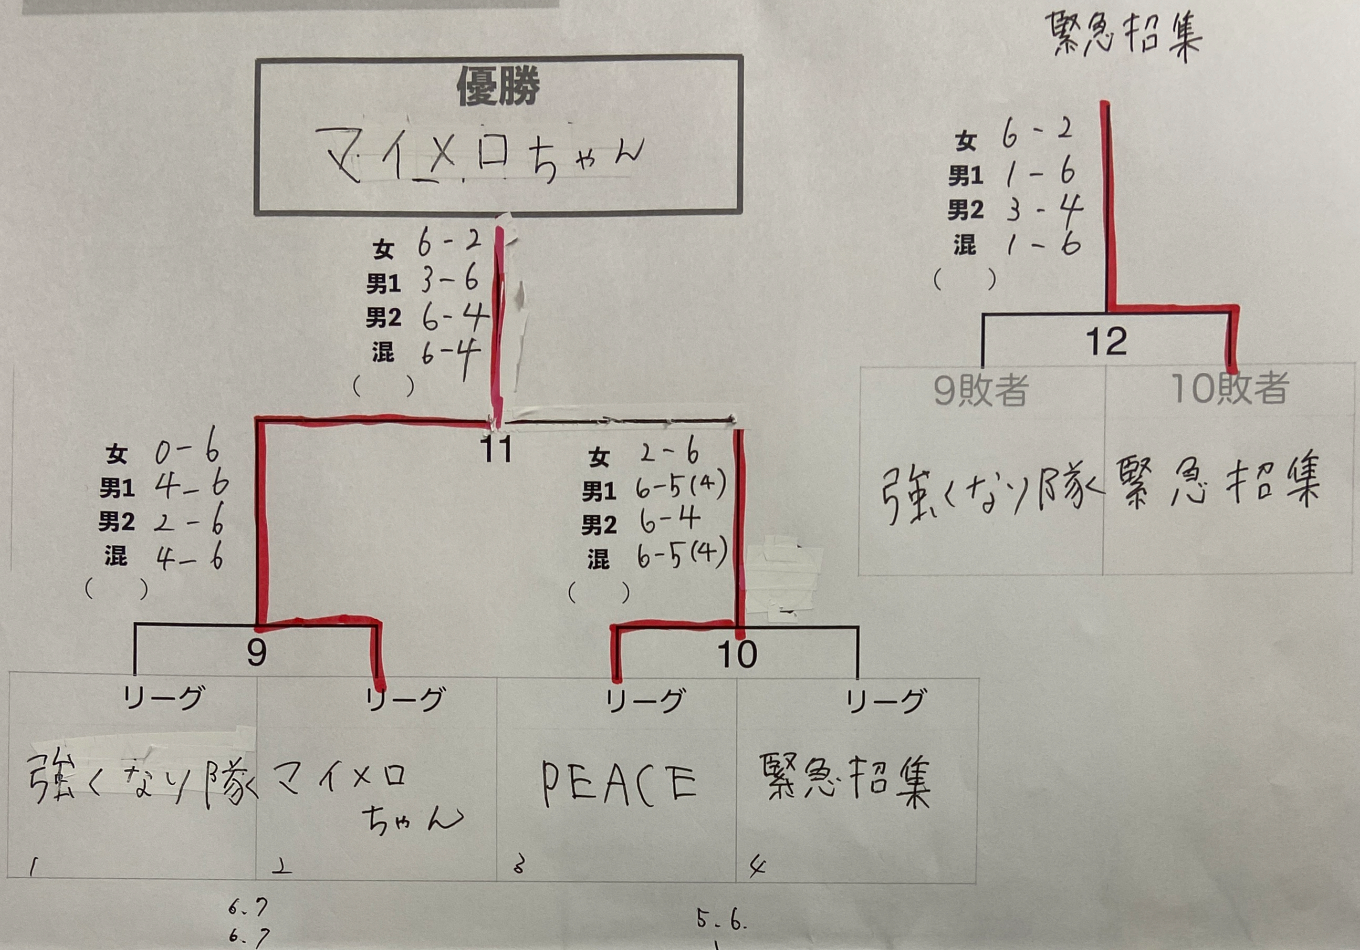 緊急招集
優勝
マイメロちゃん
女 6-2
男1 3-6
男2 6-4
混 6-4
( )
11
女 6-2
男1 1-6
男2 3-4
混 1-6
( )
12
9敗者 10敗者
強くなり隊 緊急招集
女 0-6
男1 4-6
男2 2-6
混 4-6
( )
9
女 2-6
男1 6-5(4)
男2 6-4
混 6-5(4)
( )
10
リーグ リーグ リーグ リーグ
強くなり隊 マイメロ PEACE 緊急招集
ちゃん
1 2 3 4
6.7 5.6.
6.7